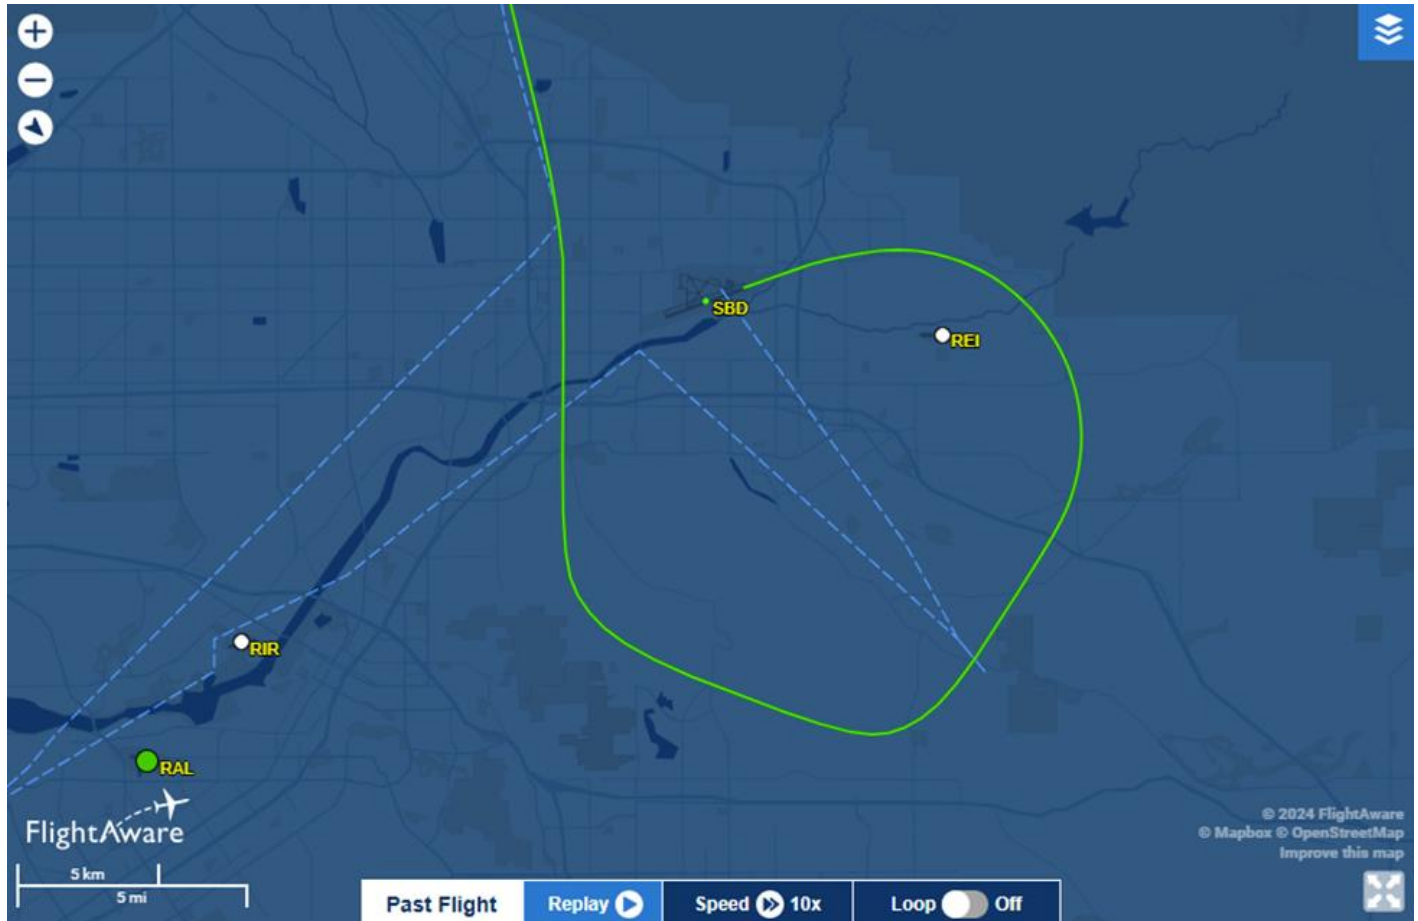 SBD
REI
RIR
RAL
FlightAware
© 2024 FlightAware
© Mapbox © OpenStreetMap
Improve this map
5 km
5 mi
Past Flight Replay Speed 10x Loop Off